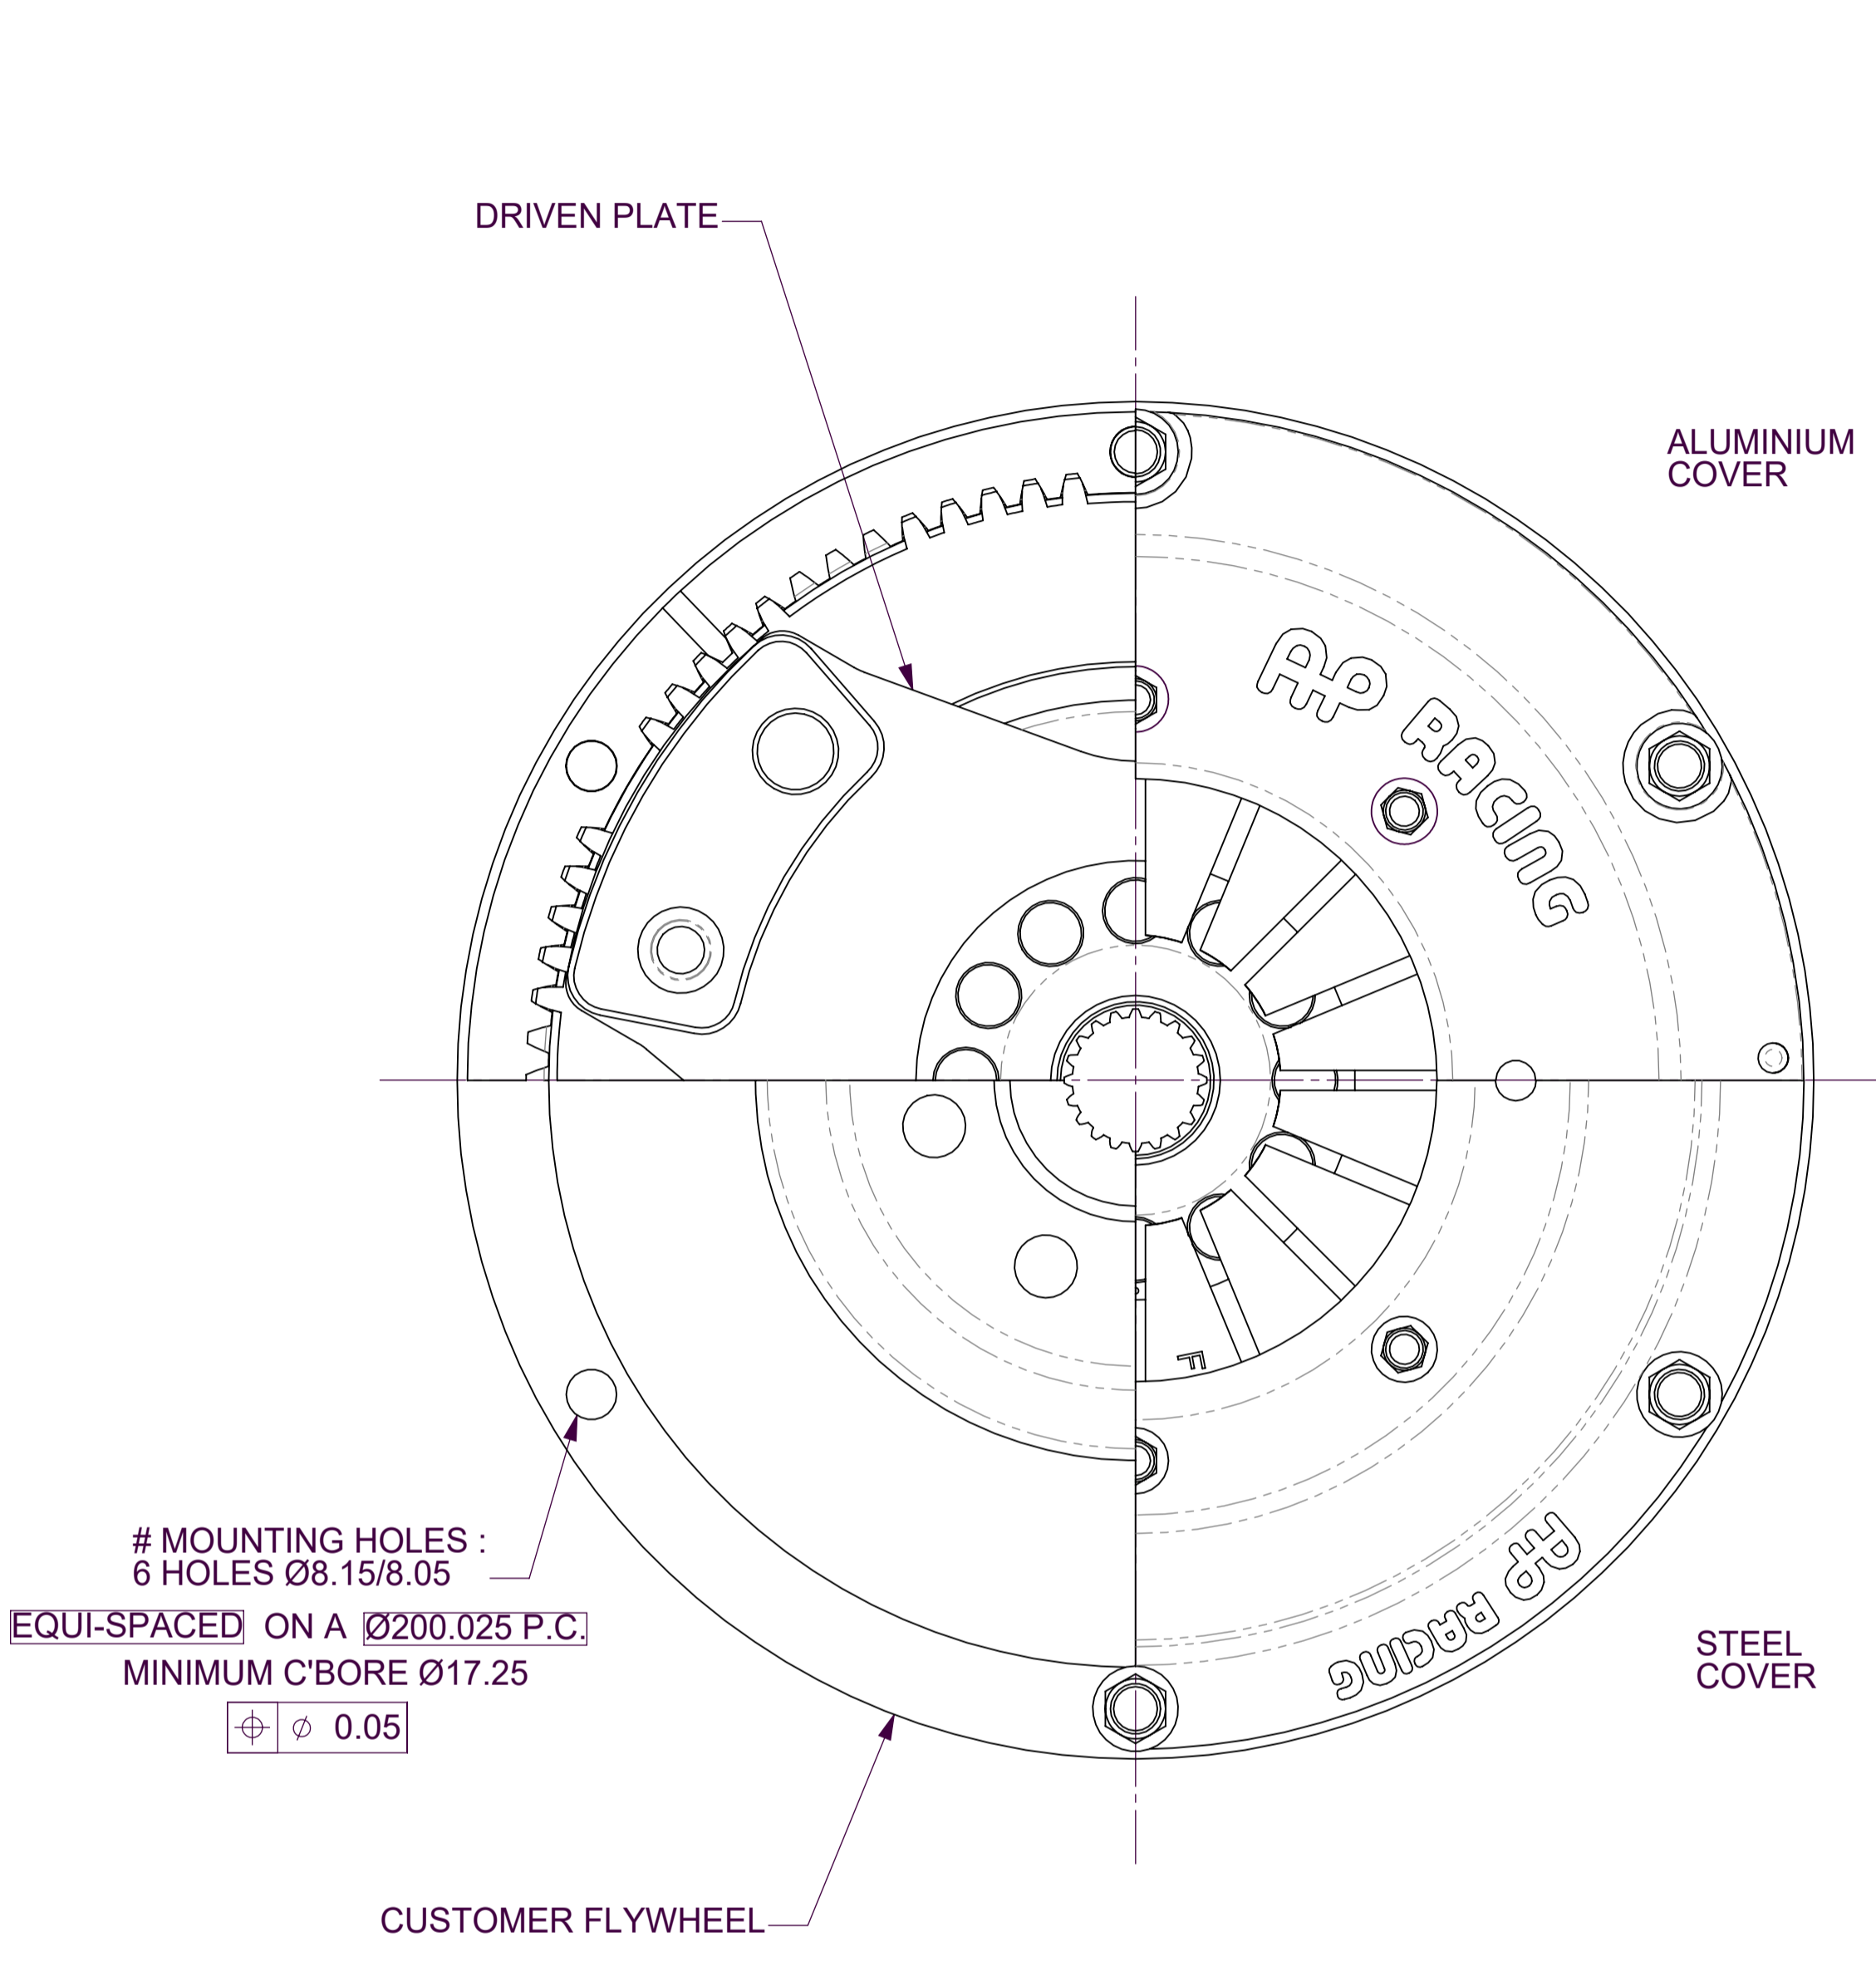 DRIVEN PLATE
ALUMINIUM
COVER
AP RACING
F
# MOUNTING HOLES :
6 HOLES Ø8.15/8.05
EQUI-SPACED ON A Ø200.025 P.C.
MINIMUM C'BORE Ø17.25
⌖ ⌀ 0.05
AP RACING
STEEL
COVER
CUSTOMER FLYWHEEL